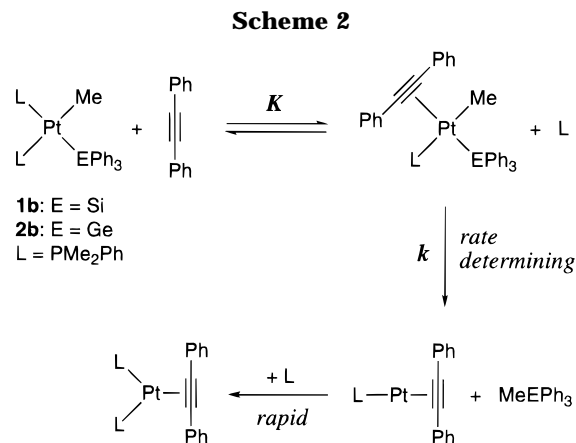 Scheme 2
L
Me
Pt
L
EPh₃
+
Ph
Ph
K
Ph
Ph
Me
Pt
L
EPh₃
+ L
1b: E = Si
2b: E = Ge
L = PMe₂Ph
k
rate
determining
L
Pt
L
Ph
Ph
+ L
rapid
L—Pt
Ph
Ph
+ MeEPh₃